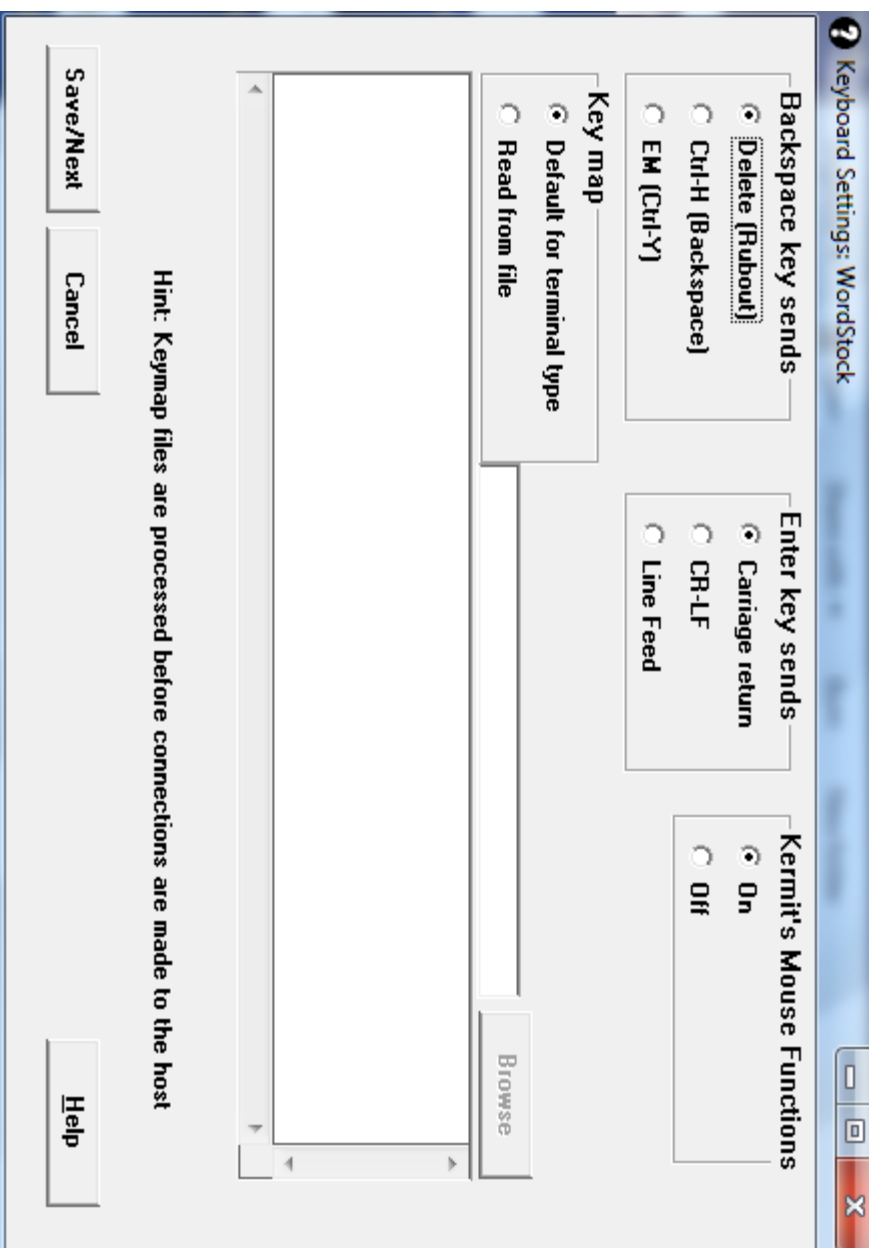 Keyboard Settings: WordStock
Backspace key sends
Delete (Rubout)
Ctrl-H (Backspace)
EM (Ctrl-Y)
Enter key sends
Carriage return
CR-LF
Line Feed
Kermit's Mouse Functions
On
Off
Key map
Default for terminal type
Read from file
Browse
Hint: Keymap files are processed before connections are made to the host
Save/Next
Cancel
Help